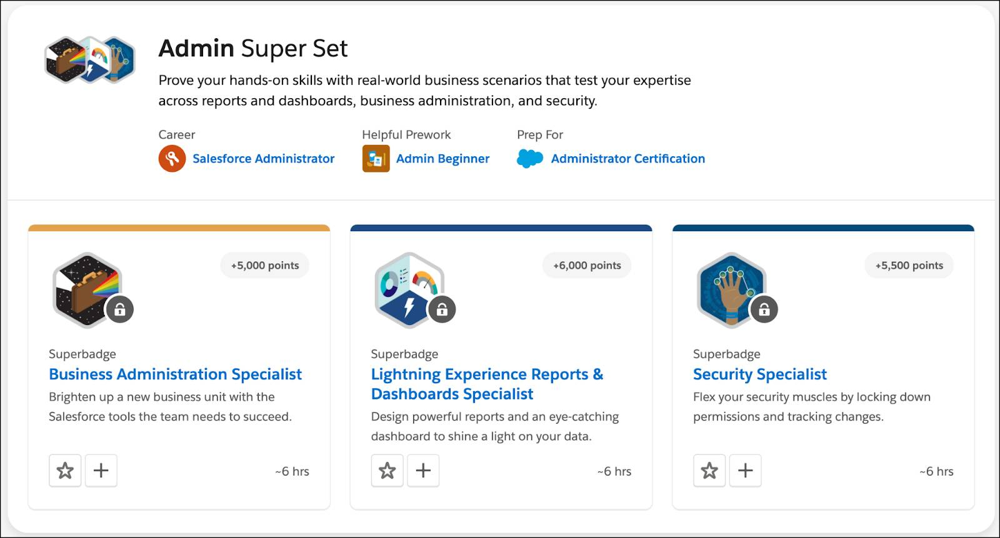 Admin Super Set
Prove your hands-on skills with real-world business scenarios that test your expertise
across reports and dashboards, business administration, and security.
Career
Salesforce Administrator
Helpful Prework
Admin Beginner
Prep For
Administrator Certification
+5,000 points
Superbadge
Business Administration Specialist
Brighten up a new business unit with the
Salesforce tools the team needs to succeed.
~6 hrs
+6,000 points
Superbadge
Lightning Experience Reports &
Dashboards Specialist
Design powerful reports and an eye-catching
dashboard to shine a light on your data.
~6 hrs
+5,500 points
Superbadge
Security Specialist
Flex your security muscles by locking down
permissions and tracking changes.
~6 hrs